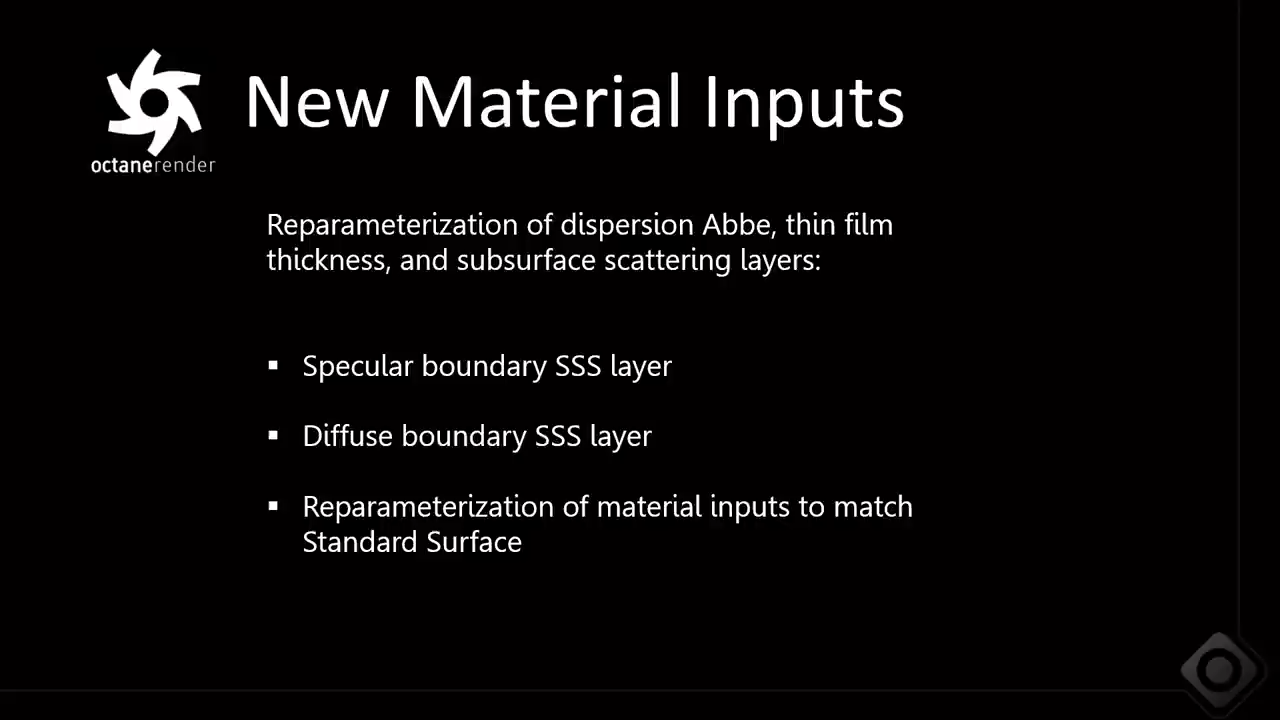 New Material Inputs
octanerender
Reparameterization of dispersion Abbe, thin film
thickness, and subsurface scattering layers:
▪ Specular boundary SSS layer
▪ Diffuse boundary SSS layer
▪ Reparameterization of material inputs to match
Standard Surface